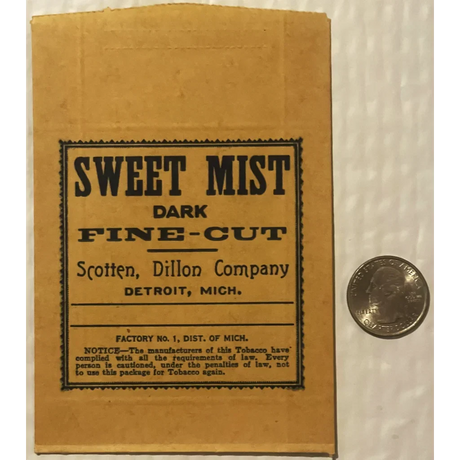 SWEET MIST
DARK
FINE-CUT
Scotten, Dillon Company
DETROIT, MICH.
FACTORY No. 1, DIST. OF MICH.
NOTICE—The manufacturers of this Tobacco have
complied with all the requirements of law. Every
person is cautioned, under the penalties of law, not
to use this package for Tobacco again.